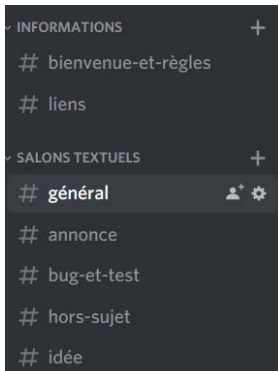 INFORMATIONS
# bienvenue-et-règles
# liens
SALONS TEXTUELS
# général
# annonce
# bug-et-test
# hors-sujet
# idée